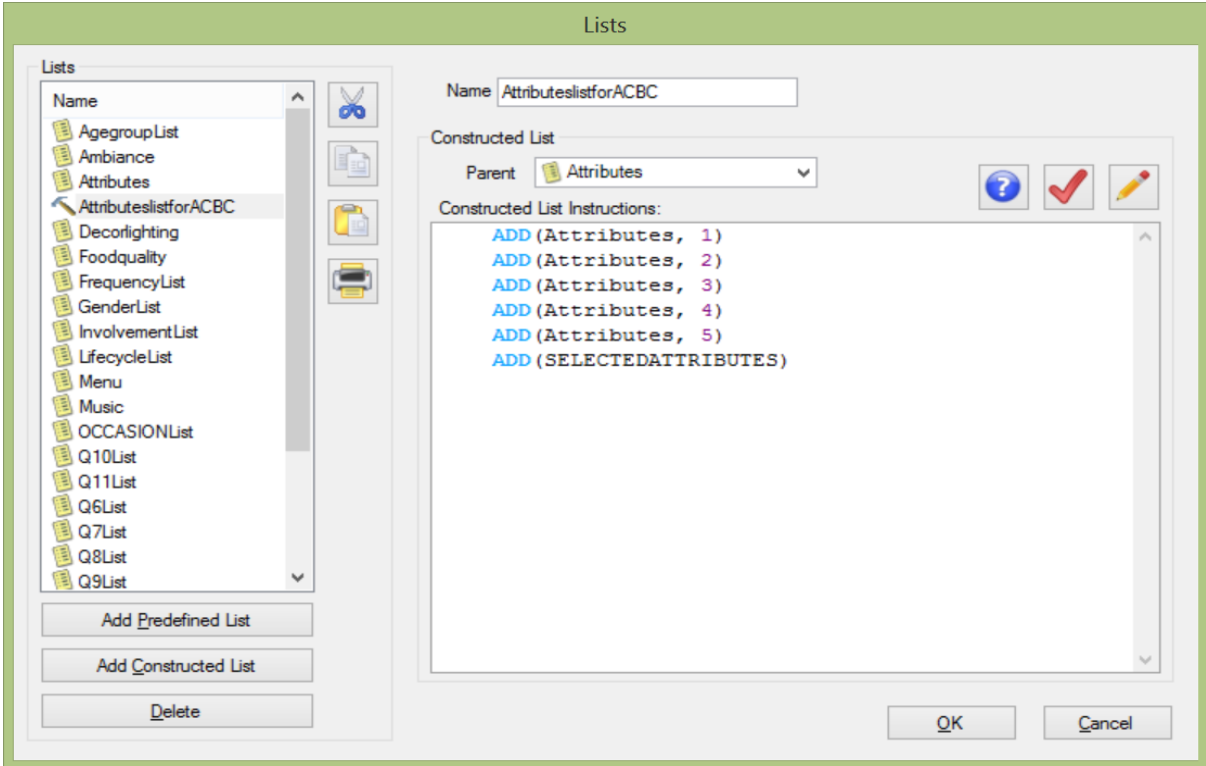 Lists
Lists
Name
AgegroupList
Ambiance
Attributes
AttributeslistforACBC
Decorlighting
Foodquality
FrequencyList
GenderList
InvolvementList
LifecycleList
Menu
Music
OCCASIONList
Q10List
Q11List
Q6List
Q7List
Q8List
Q9List
Add Predefined List
Add Constructed List
Delete
Name AttributeslistforACBC
Constructed List
Parent Attributes
Constructed List Instructions:
ADD(Attributes, 1)
ADD(Attributes, 2)
ADD(Attributes, 3)
ADD(Attributes, 4)
ADD(Attributes, 5)
ADD(SELECTEDATTRIBUTES)
OK Cancel